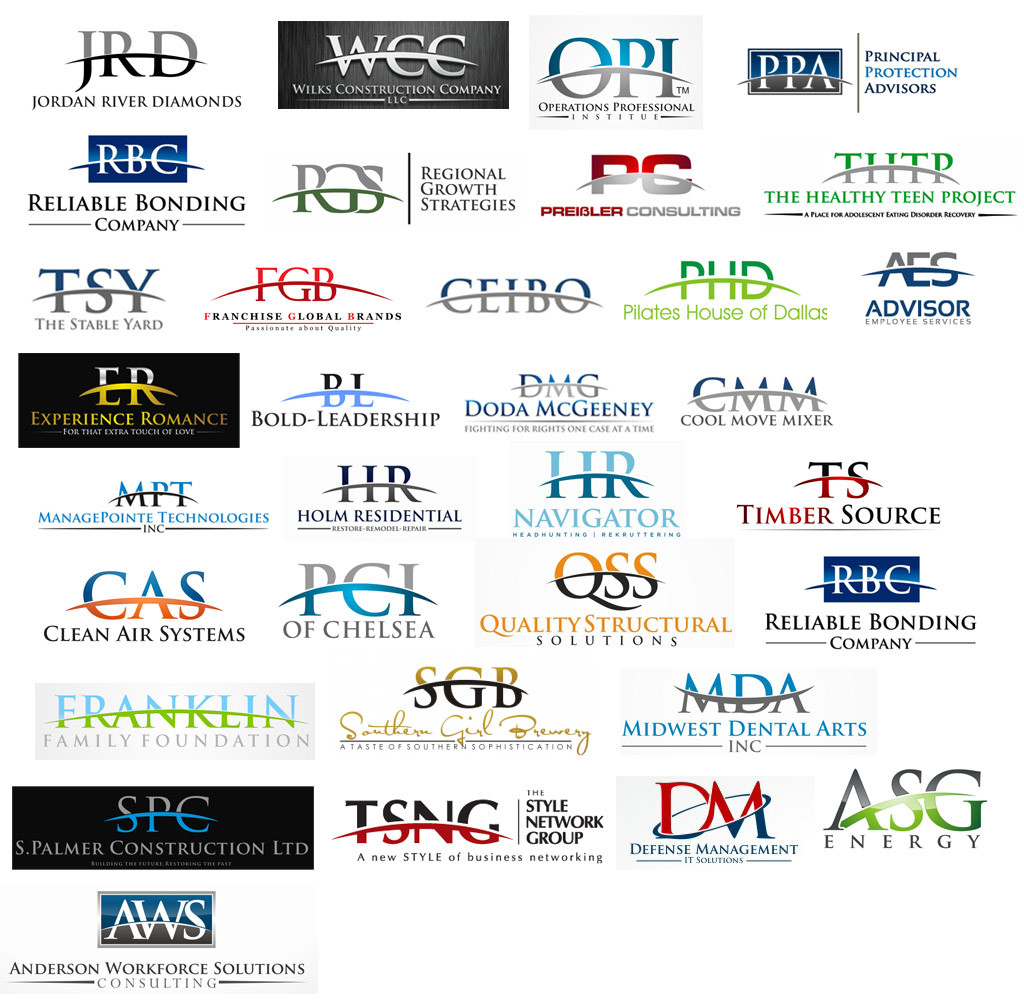 JRD
JORDAN RIVER DIAMONDS
WCC
WILKS CONSTRUCTION COMPANY
LLC
OPI™
OPERATIONS PROFESSIONAL
INSTITUE
PPA
PRINCIPAL
PROTECTION
ADVISORS
RBC
RELIABLE BONDING
COMPANY
RGS
REGIONAL
GROWTH
STRATEGIES
PC
PREIßLER CONSULTING
THTP
THE HEALTHY TEEN PROJECT
A PLACE FOR ADOLESCENT EATING DISORDER RECOVERY
TSY
THE STABLE YARD
FGB
FRANCHISE GLOBAL BRANDS
Passionate about Quality
CEIBO
PHD
Pilates House of Dallas
AES
ADVISOR
EMPLOYEE SERVICES
ER
EXPERIENCE ROMANCE
FOR THAT EXTRA TOUCH OF LOVE
BL
BOLD-LEADERSHIP
DMG
DODA MCGEENEY
FIGHTING FOR RIGHTS ONE CASE AT A TIME
CMM
COOL MOVE MIXER
MPT
MANAGEPOINTE TECHNOLOGIES
INC
HR
HOLM RESIDENTIAL
RESTORE-REMODEL-REPAIR
HR
NAVIGATOR
HEADHUNTING | REKRUTTERING
TS
TIMBER SOURCE
CAS
CLEAN AIR SYSTEMS
PCI
OF CHELSEA
QSS
QUALITY STRUCTURAL
SOLUTIONS
RBC
RELIABLE BONDING
COMPANY
FRANKLIN
FAMILY FOUNDATION
SGB
Southern Girl Brewery
A TASTE OF SOUTHERN SOPHISTICATION
MDA
MIDWEST DENTAL ARTS
INC
SPC
S.PALMER CONSTRUCTION LTD
BUILDING THE FUTURE.RESTORING THE PAST
TSNG
THE
STYLE
NETWORK
GROUP
A new STYLE of business networking
DM
DEFENSE MANAGEMENT
IT SOLUTIONS
ASG
ENERGY
AWS
ANDERSON WORKFORCE SOLUTIONS
CONSULTING